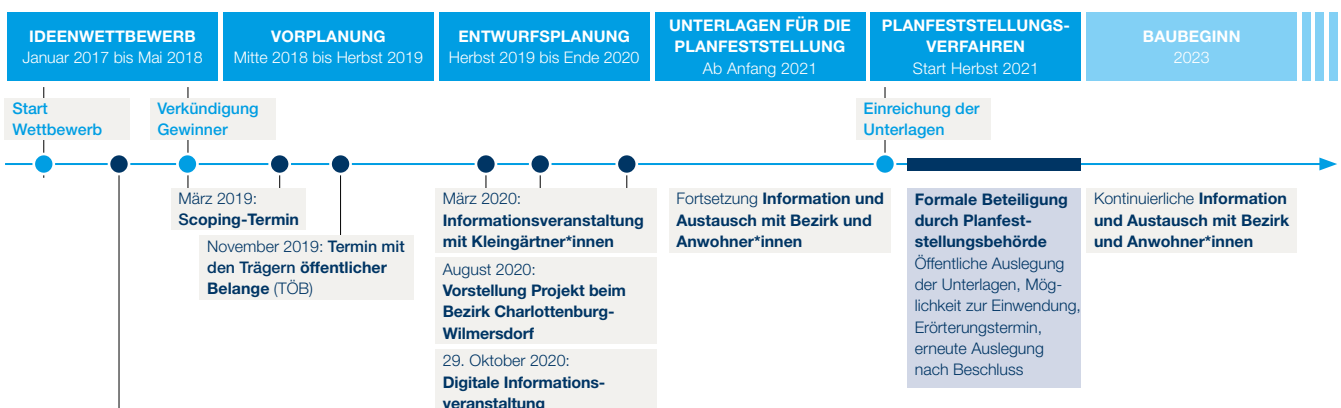 IDEENWETTBEWERB
Januar 2017 bis Mai 2018
VORPLANUNG
Mitte 2018 bis Herbst 2019
ENTWURFSPLANUNG
Herbst 2019 bis Ende 2020
UNTERLAGEN FÜR DIE
PLANFESTSTELLUNG
Ab Anfang 2021
PLANFESTSTELLUNGS-
VERFAHREN
Start Herbst 2021
BAUBEGINN
2023
Start
Wettbewerb
Verkündigung
Gewinner
Einreichung der
Unterlagen
März 2019:
Scoping-Termin
November 2019: Termin mit
den Trägern öffentlicher
Belange (TÖB)
März 2020:
Informationsveranstaltung
mit Kleingärtner*innen
August 2020:
Vorstellung Projekt beim
Bezirk Charlottenburg-
Wilmersdorf
29. Oktober 2020:
Digitale Informations-
veranstaltung
Fortsetzung Information und
Austausch mit Bezirk und
Anwohner*innen
Formale Beteiligung
durch Planfest-
stellungsbehörde
Öffentliche Auslegung
der Unterlagen, Mög-
lichkeit zur Einwendung,
Erörterungstermin,
erneute Auslegung
nach Beschluss
Kontinuierliche Information
und Austausch mit Bezirk
und Anwohner*innen